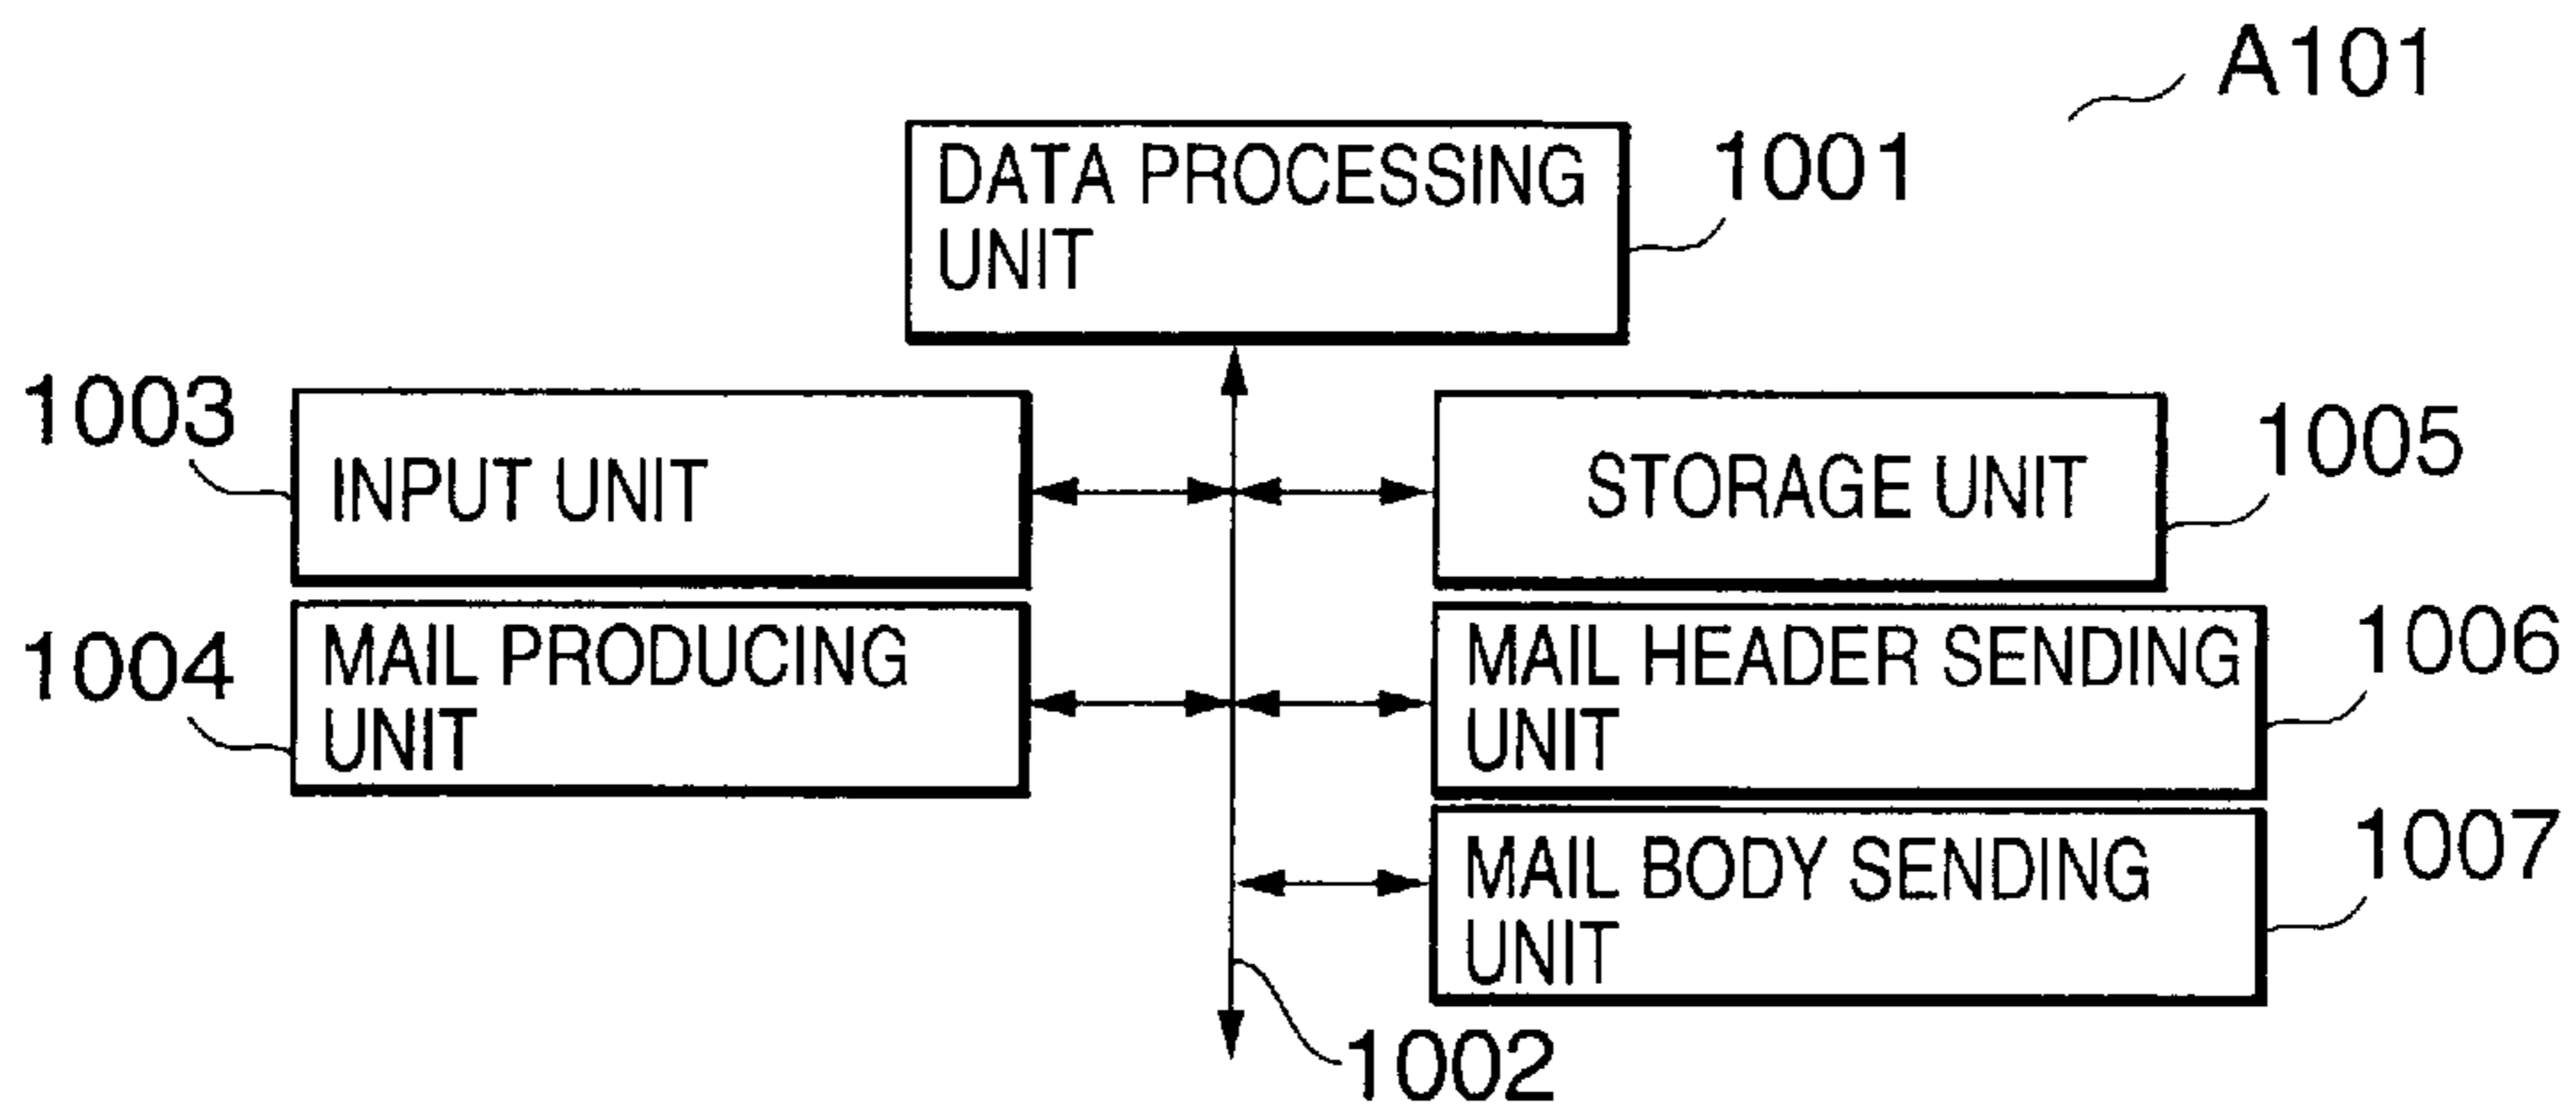 A101
DATA PROCESSING
UNIT
1001
1003
INPUT UNIT
STORAGE UNIT
1005
1004
MAIL PRODUCING
UNIT
MAIL HEADER SENDING
UNIT
1006
MAIL BODY SENDING
UNIT
1007
1002